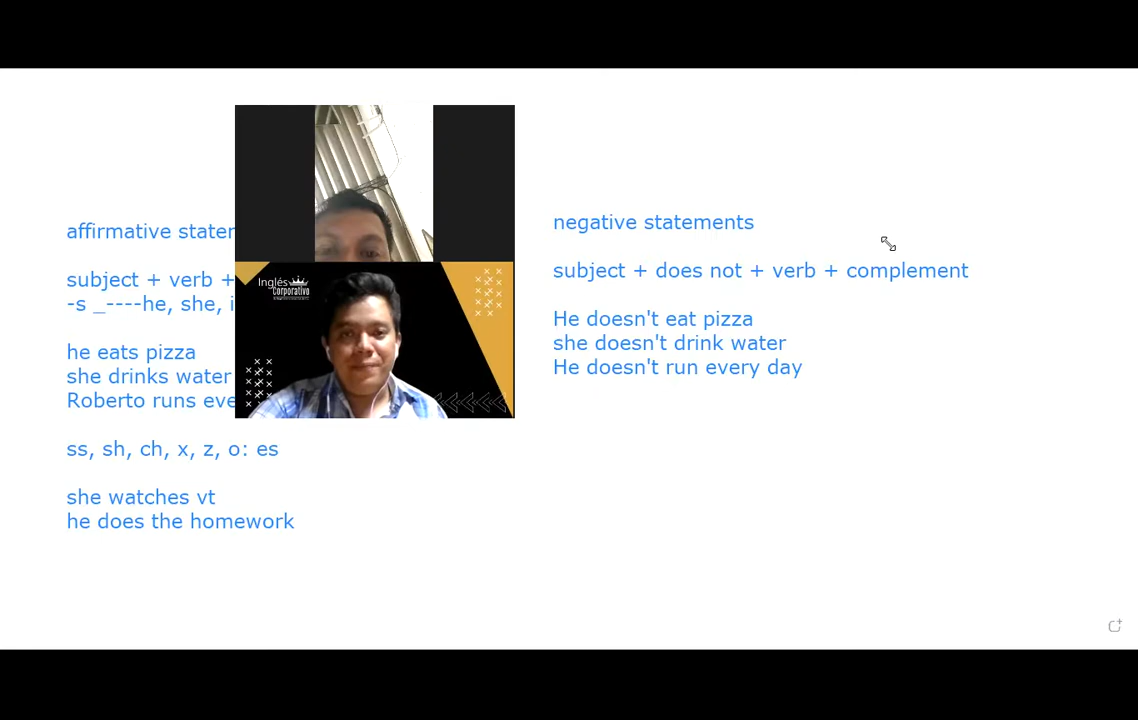 affirmative
subject + verb +
-s _----he, she,
he eats pizza
she drinks water
Roberto runs
ss, sh, ch, x, z, o: es
she watches vt
he does the homework
Inglés
Corporativo
negative statements
subject + does not + verb + complement
He doesn't eat pizza
she doesn't drink water
He doesn't run every day